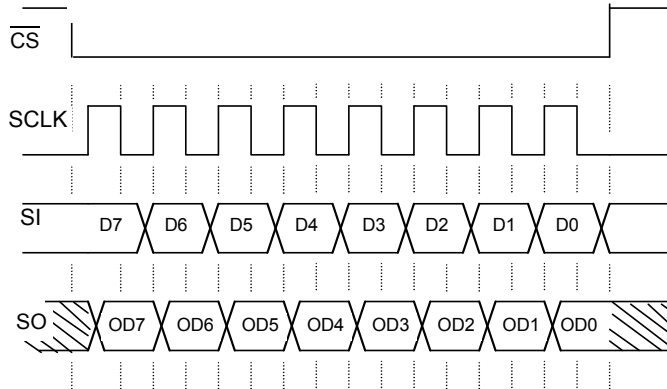 C̅S̅
SCLK
SI D7 D6 D5 D4 D3 D2 D1 D0
SO OD7 OD6 OD5 OD4 OD3 OD2 OD1 OD0